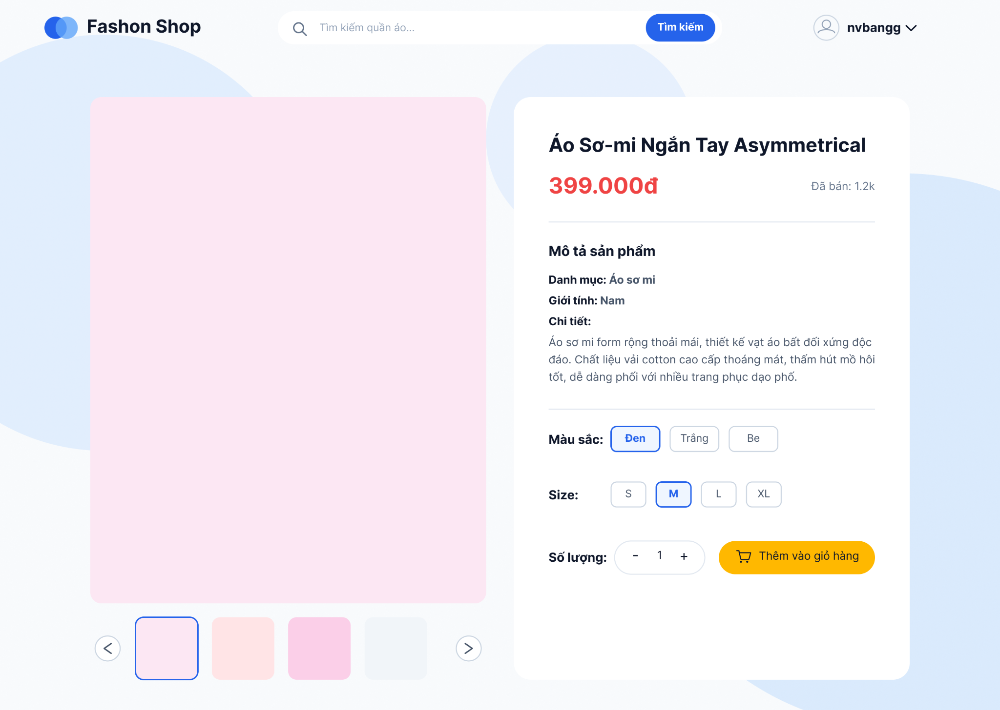 Fashon Shop
Tìm kiếm quần áo...
Tìm kiếm
nvbangg
Áo Sơ-mi Ngắn Tay Asymmetrical
399.000đ
Đã bán: 1.2k
Mô tả sản phẩm
Danh mục: Áo sơ mi
Giới tính: Nam
Chi tiết:
Áo sơ mi form rộng thoải mái, thiết kế vạt áo bất đối xứng độc
đáo. Chất liệu vải cotton cao cấp thoáng mát, thấm hút mồ hôi
tốt, dễ dàng phối với nhiều trang phục dạo phố.
Màu sắc: Đen Trắng Be
Size: S M L XL
Số lượng: - 1 + Thêm vào giỏ hàng